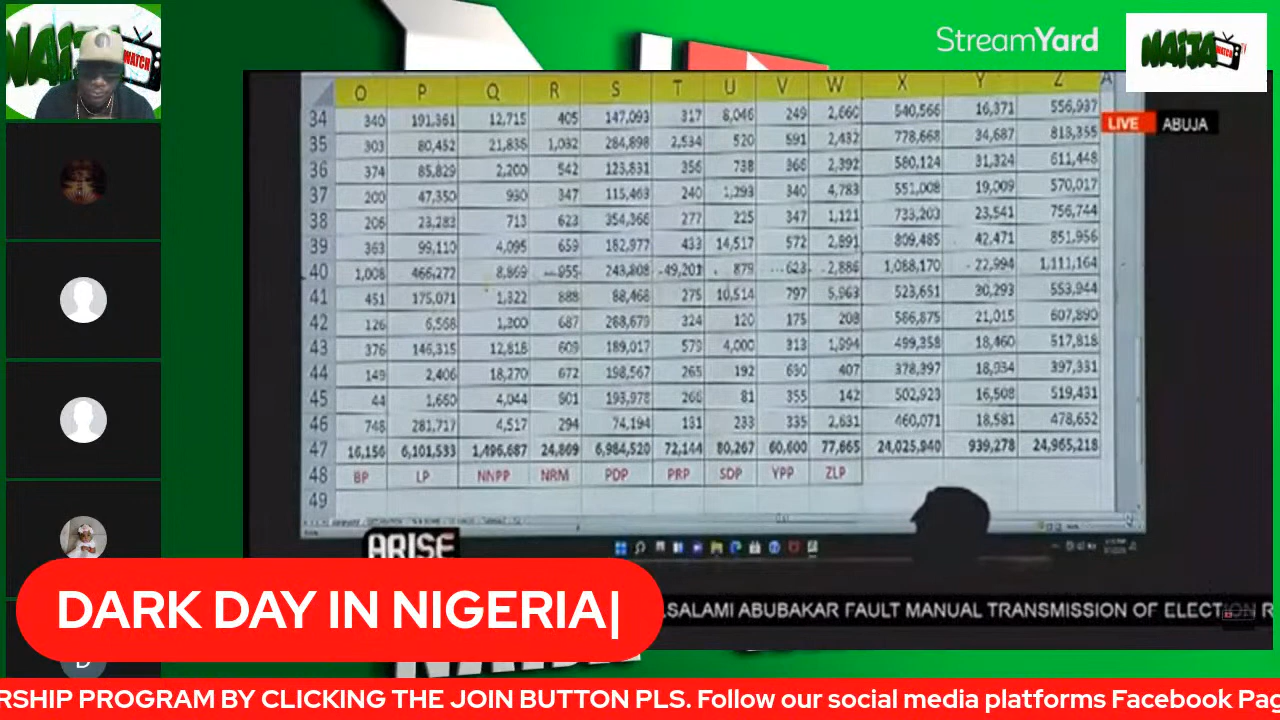 StreamYard
NAIJA WATCH
O P Q R S T U V W X Y Z
34 340 191,361 12,715 405 147,093 317 8,046 249 2,660 540,566 16,371 556,937
35 303 80,452 21,836 1,032 284,898 2,534 520 591 2,432 778,668 34,687 813,355
36 374 85,829 2,200 542 123,831 356 738 366 2,392 580,124 31,324 611,448
37 200 47,350 930 347 115,463 240 1,393 340 4,783 551,008 19,009 570,017
38 206 23,283 713 623 354,366 277 225 347 1,121 733,203 23,541 756,744
39 363 99,110 4,095 659 182,977 433 14,517 572 2,891 809,485 42,471 851,956
40 1,008 466,272 8,869 955 243,808 49,201 879 623 2,886 1,088,170 22,994 1,111,164
41 451 175,071 1,322 888 88,468 275 10,514 797 5,963 523,651 30,293 553,944
42 126 6,568 1,300 687 268,679 324 120 175 208 586,875 21,015 607,890
43 376 146,315 12,818 609 189,017 579 4,000 313 1,994 499,358 18,460 517,818
44 149 2,406 18,270 672 198,567 265 192 690 407 378,397 18,934 397,331
45 44 1,660 4,044 801 193,978 266 81 355 142 502,923 16,508 519,431
46 748 281,717 4,517 294 74,194 131 233 335 2,631 460,071 18,581 478,652
47 16,156 6,101,533 1,496,687 24,869 6,984,520 72,144 80,267 60,600 77,665 24,025,940 939,278 24,965,218
48 BP LP NNPP NRM PDP PRP SDP YPP ZLP
49
LIVE ABUJA
ARISE
DARK DAY IN NIGERIA|
SALAMI ABUBAKAR FAULT MANUAL TRANSMISSION OF ELECTION R
RSHIP PROGRAM BY CLICKING THE JOIN BUTTON PLS. Follow our social media platforms Facebook Pag